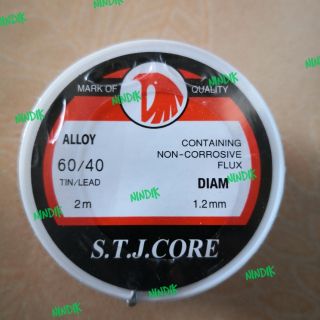 MARK OF QUALITY
ALLOY
60/40
TIN/LEAD
2m
CONTAINING
NON-CORROSIVE
FLUX
DIAM
1.2mm
S.T.J.CORE
NINDIK
NINDIK
NINDIK
NINDIK
NINDIK
NINDIK
NINDIK
NINDIK
NINDIK
NINDIK
NINDIK
NINDIK